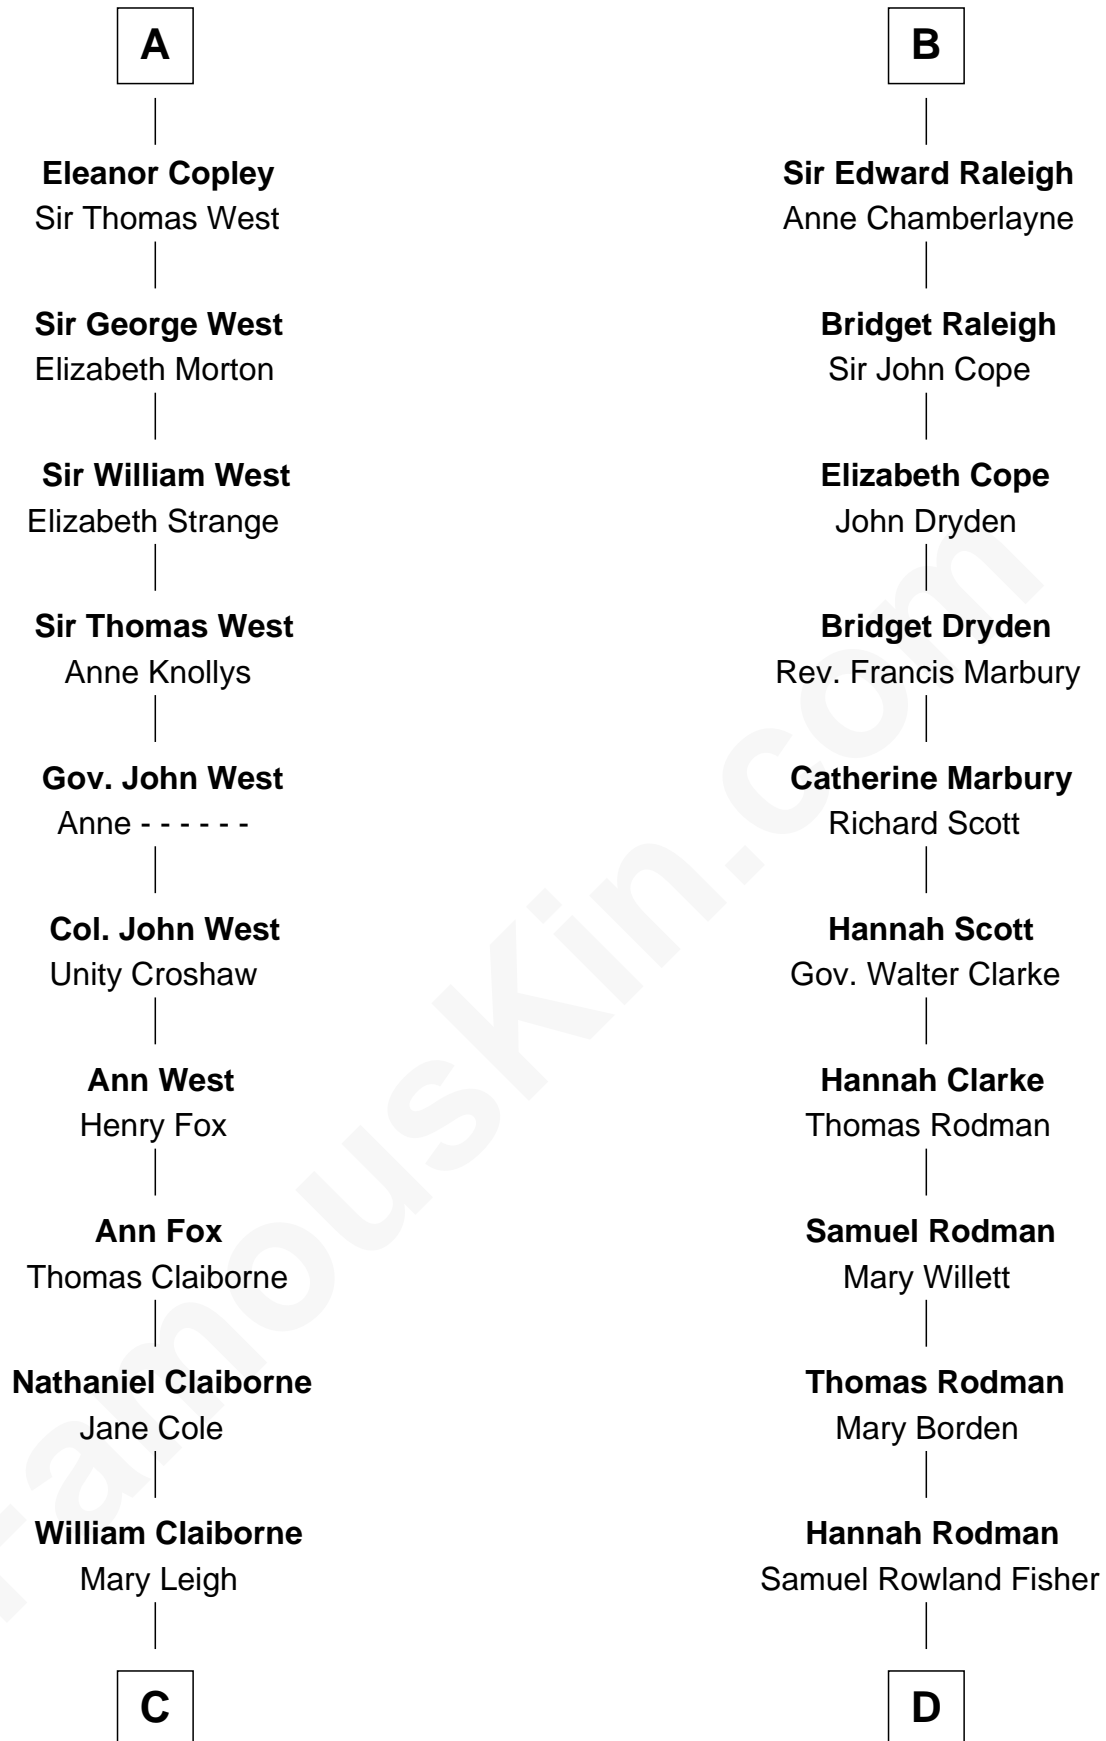 A
Eleanor Copley
Sir Thomas West
Sir George West
Elizabeth Morton
Sir William West
Elizabeth Strange
Sir Thomas West
Anne Knollys
Gov. John West
Anne - - - - - -
Col. John West
Unity Croshaw
Ann West
Henry Fox
Ann Fox
Thomas Claiborne
Nathaniel Claiborne
Jane Cole
William Claiborne
Mary Leigh
C
B
Sir Edward Raleigh
Anne Chamberlayne
Bridget Raleigh
Sir John Cope
Elizabeth Cope
John Dryden
Bridget Dryden
Rev. Francis Marbury
Catherine Marbury
Richard Scott
Hannah Scott
Gov. Walter Clarke
Hannah Clarke
Thomas Rodman
Samuel Rodman
Mary Willett
Thomas Rodman
Mary Borden
Hannah Rodman
Samuel Rowland Fisher
D
FamousKin.com